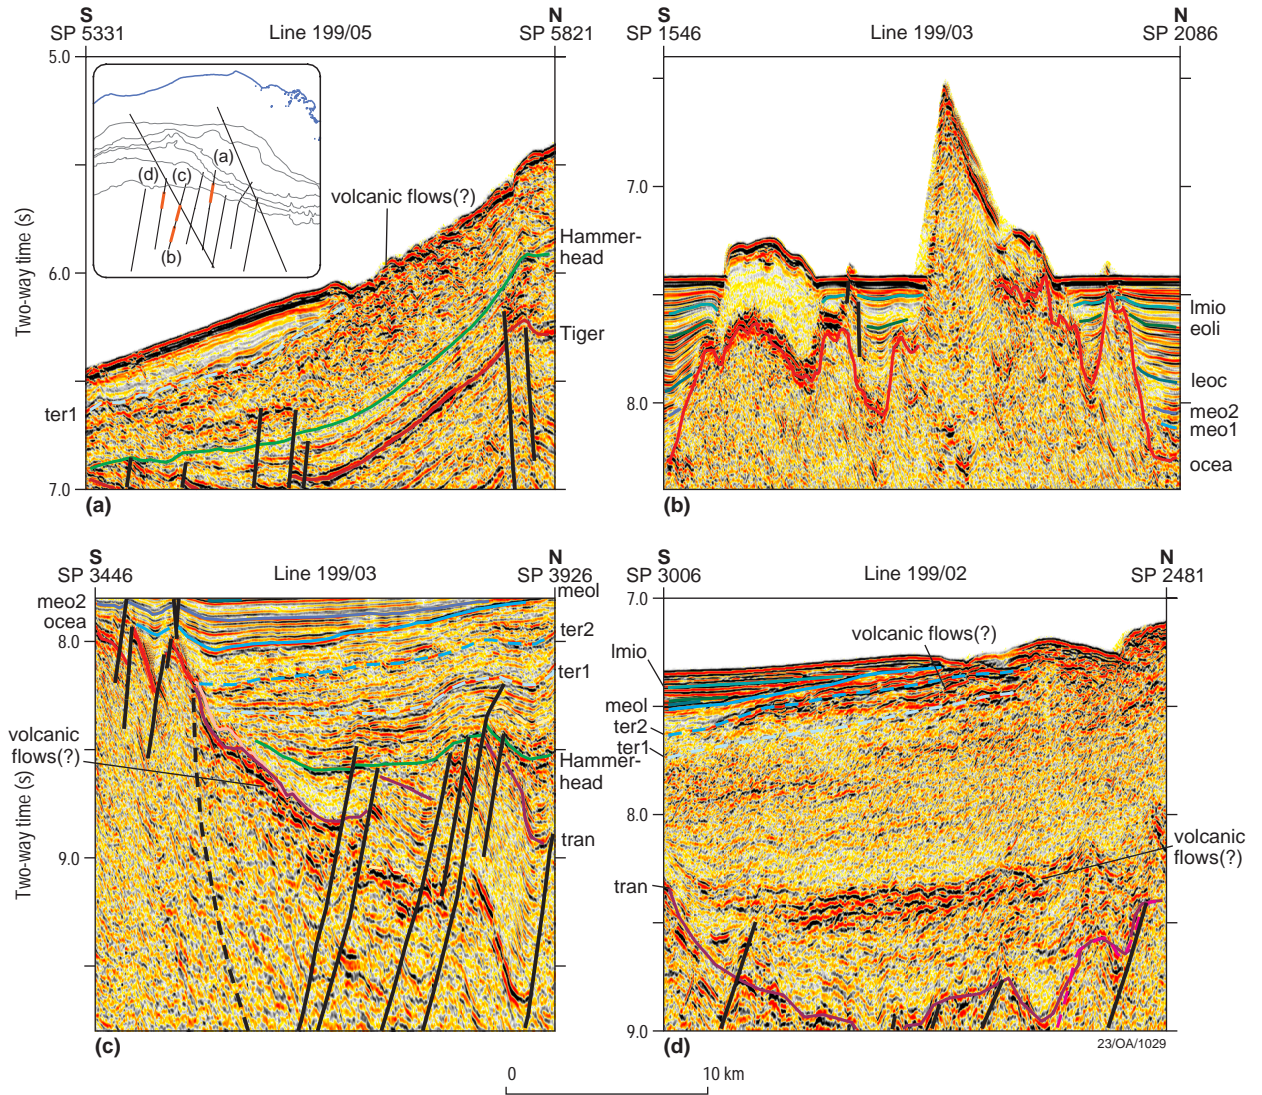 S
N
SP 5331
Line 199/05
SP 5821
5.0
6.0
7.0
Two-way time (s)
(a)
(d)
(c)
(b)
volcanic flows(?)
Hammer-
head
Tiger
ter1
(a)
S
N
SP 1546
Line 199/03
SP 2086
7.0
8.0
lmio
eoli
leoc
meo2
meo1
ocea
(b)
S
N
SP 3446
Line 199/03
SP 3926
meo2
ocea
8.0
9.0
Two-way time (s)
volcanic
flows(?)
meol
ter2
ter1
Hammer-
head
tran
(c)
S
N
SP 3006
Line 199/02
SP 2481
7.0
8.0
9.0
volcanic flows(?)
lmio
meol
ter2
ter1
tran
volcanic
flows(?)
(d)
23/OA/1029
0
10 km